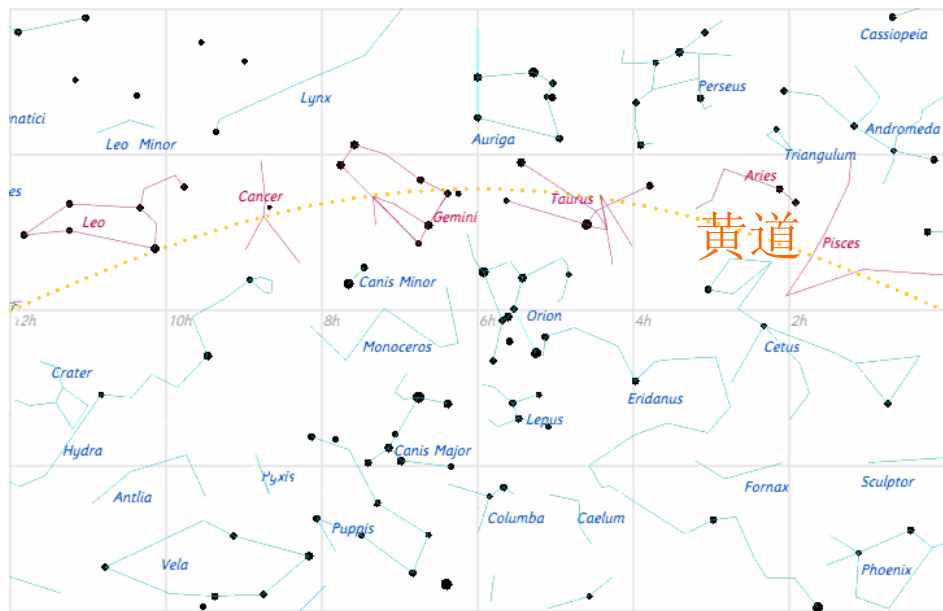 Cassiopeia
Perseus
Lynx
enatici
Auriga
Andromeda
Leo Minor
Triangulum
Aries
es
Cancer
Taurus
Leo
Gemini
黄道
Pisces
Canis Minor
Orion
12h
10h
8h
6h
4h
2h
Monoceros
Cetus
Crater
Eridanus
Lepus
Hydra
Canis Major
Pyxis
Antlia
Fornax
Sculptor
Columba
Caelum
Puppis
Vela
Phoenix